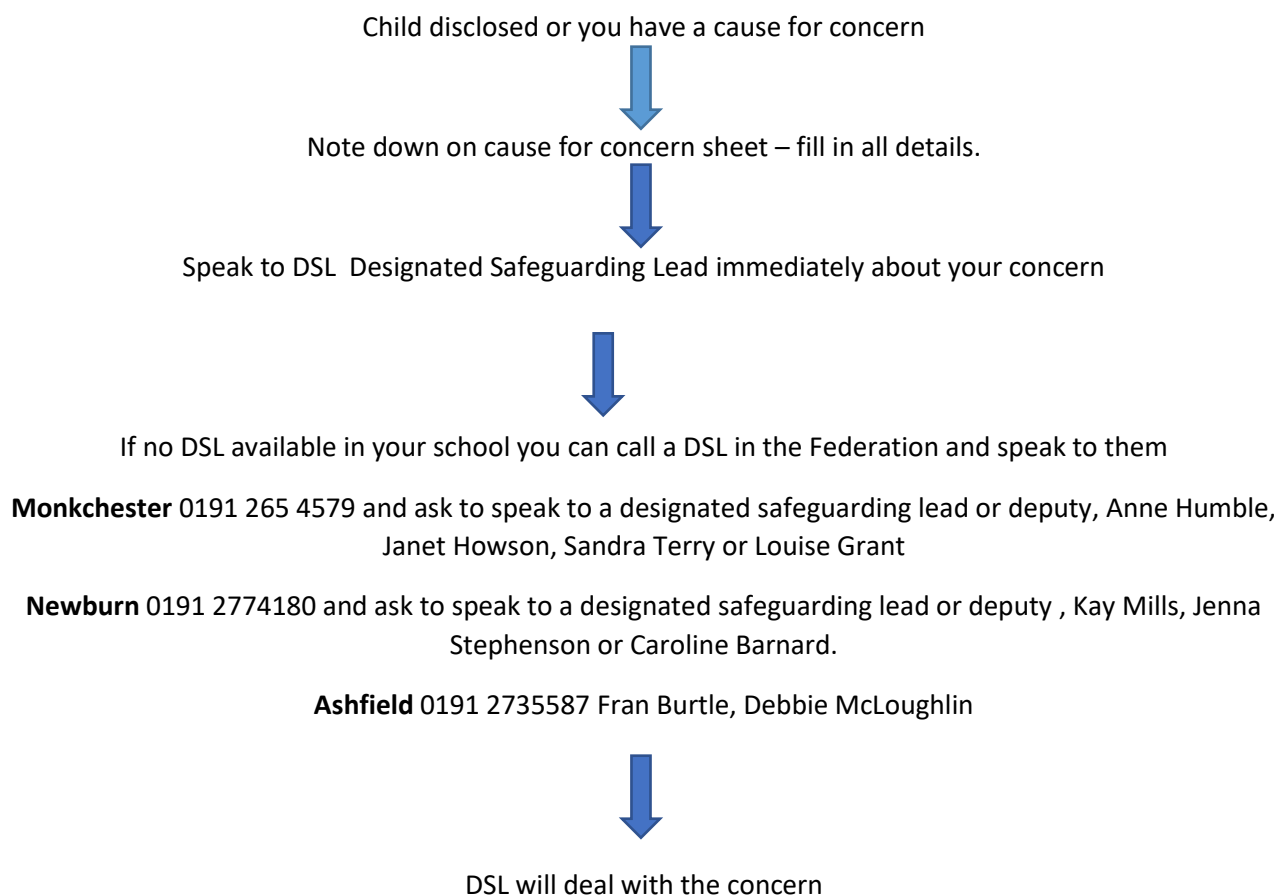 Child disclosed or you have a cause for concern
Note down on cause for concern sheet – fill in all details.
Speak to DSL  Designated Safeguarding Lead immediately about your concern
If no DSL available in your school you can call a DSL in the Federation and speak to them
Monkchester 0191 265 4579 and ask to speak to a designated safeguarding lead or deputy, Anne Humble,
Janet Howson, Sandra Terry or Louise Grant
Newburn 0191 2774180 and ask to speak to a designated safeguarding lead or deputy , Kay Mills, Jenna
Stephenson or Caroline Barnard.
Ashfield 0191 2735587 Fran Burtle, Debbie McLoughlin
DSL will deal with the concern